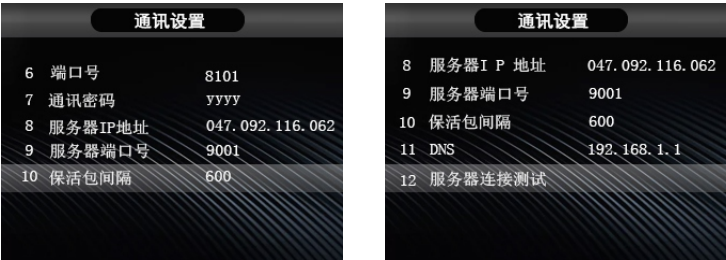 通讯设置
6 端口号 8101
7 通讯密码 yyyy
8 服务器IP地址 047.092.116.062
9 服务器端口号 9001
10 保活包间隔 600
通讯设置
8 服务器I P 地址 047.092.116.062
9 服务器端口号 9001
10 保活包间隔 600
11 DNS 192.168.1.1
12 服务器连接测试